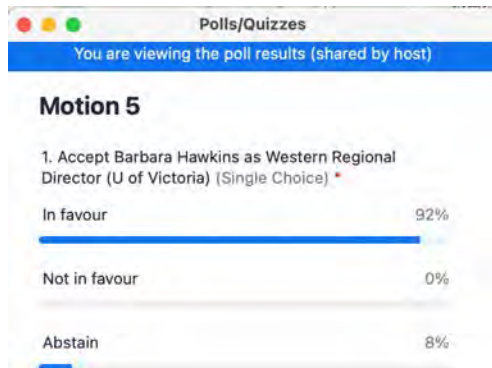 Polls/Quizzes
You are viewing the poll results (shared by host)
Motion 5
1. Accept Barbara Hawkins as Western Regional
Director (U of Victoria) (Single Choice) *
In favour 92%
Not in favour 0%
Abstain 8%